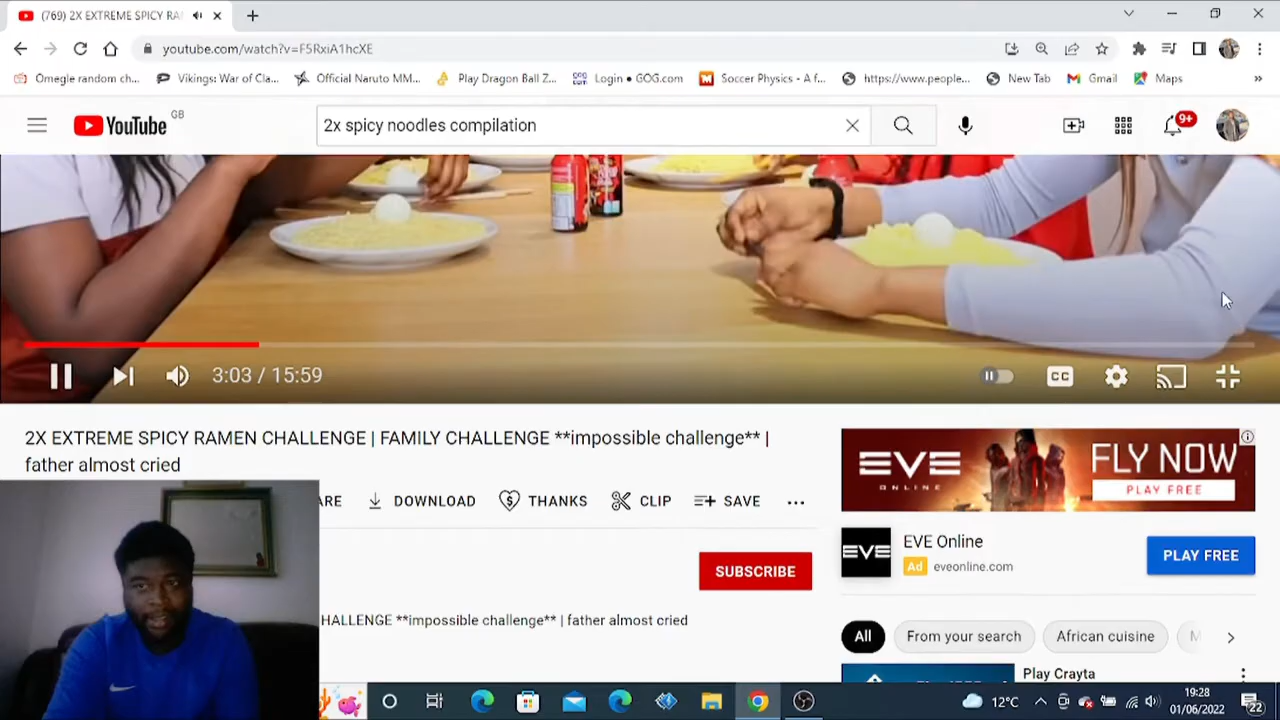 (769) 2X EXTREME SPICY RA
youtube.com/watch?v=F5RxiA1hcXE
Omegle random ch...
Vikings: War of Cla...
Official Naruto MM...
Play Dragon Ball Z...
Login • GOG.com
Soccer Physics - A f...
https://www.people...
New Tab
Gmail
Maps
»
YouTube GB
2x spicy noodles compilation
9+
3:03 / 15:59
CC
2X EXTREME SPICY RAMEN CHALLENGE | FAMILY CHALLENGE **impossible challenge** |
father almost cried
ARE
DOWNLOAD
THANKS
CLIP
SAVE
...
SUBSCRIBE
HALLENGE **impossible challenge** | father almost cried
EVE
ONLINE
FLY NOW
PLAY FREE
EVE
EVE Online
Ad eveonline.com
PLAY FREE
All
From your search
African cuisine
M
Play Crayta
12°C
19:28
01/06/2022
22